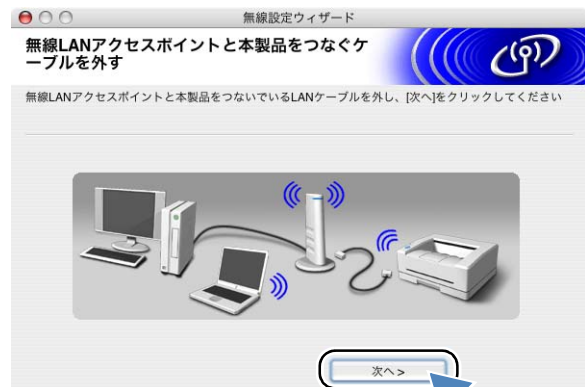 無線設定ウィザード
無線LANアクセスポイントと本製品をつなぐケ
ーブルを外す
無線LANアクセスポイントと本製品をつないでいるLANケーブルを外し、[次へ]をクリックしてください
次へ >